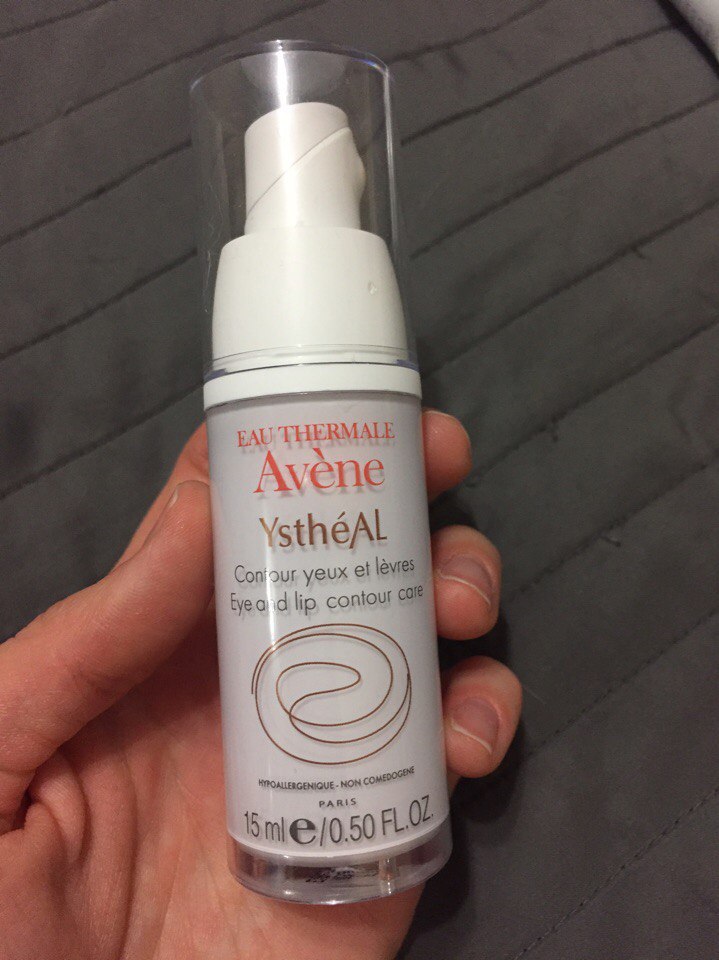 EAU THERMALE
Avène
YsthéAL
Contour yeux et lèvres
Eye and lip contour care
HYPOALLERGENIQUE - NON COMEDOGENE
PARIS
15 ml e/0.50 FL.OZ.